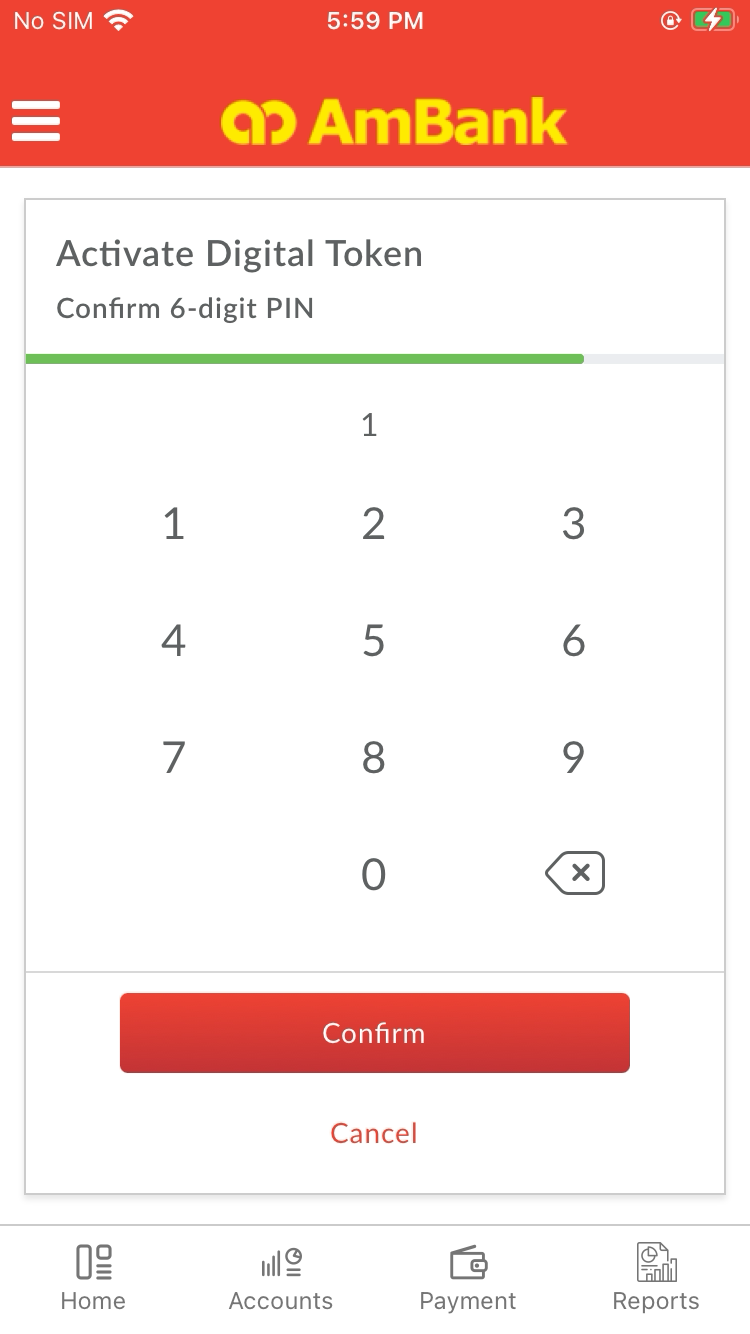 No SIM 5:59 PM
AmBank
Activate Digital Token
Confirm 6-digit PIN
1
1 2 3
4 5 6
7 8 9
0
Confirm
Cancel
Home Accounts Payment Reports